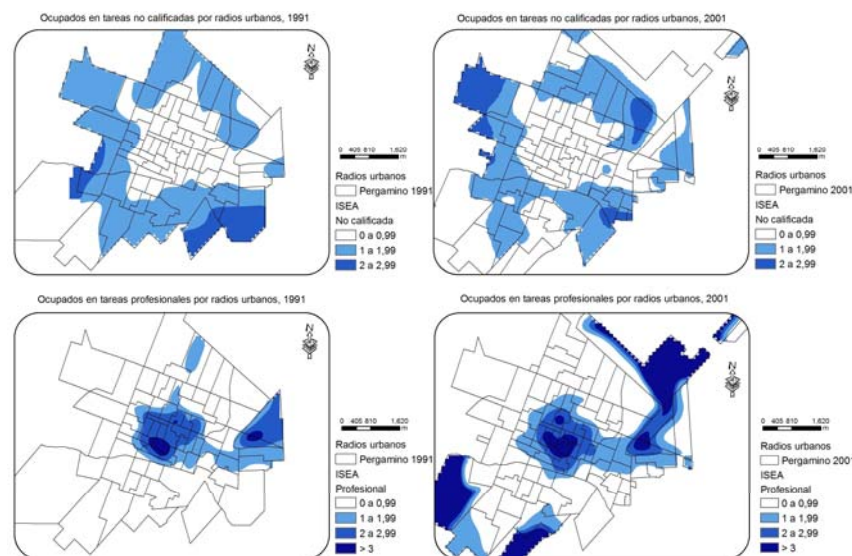 Ocupados en tareas no calificadas por radios urbanos, 1991
N
0 405 810 1,620
m
Radios urbanos
Pergamino 1991
ISEA
No calificada
0 a 0,99
1 a 1,99
2 a 2,99
Ocupados en tareas no calificadas por radios urbanos, 2001
N
0 405 810 1,620
m
Radios urbanos
Pergamino 2001
ISEA
No calificada
0 a 0,99
1 a 1,99
2 a 2,99
Ocupados en tareas profesionales por radios urbanos, 1991
N
0 405 810 1,620
m
Radios urbanos
Pergamino 1991
ISEA
Profesional
0 a 0,99
1 a 1,99
2 a 2,99
> 3
Ocupados en tareas profesionales por radios urbanos, 2001
N
0 405 810 1,620
m
Radios urbanos
Pergamino 2001
ISEA
Profesional
0 a 0,99
1 a 1,99
2 a 2,99
> 3